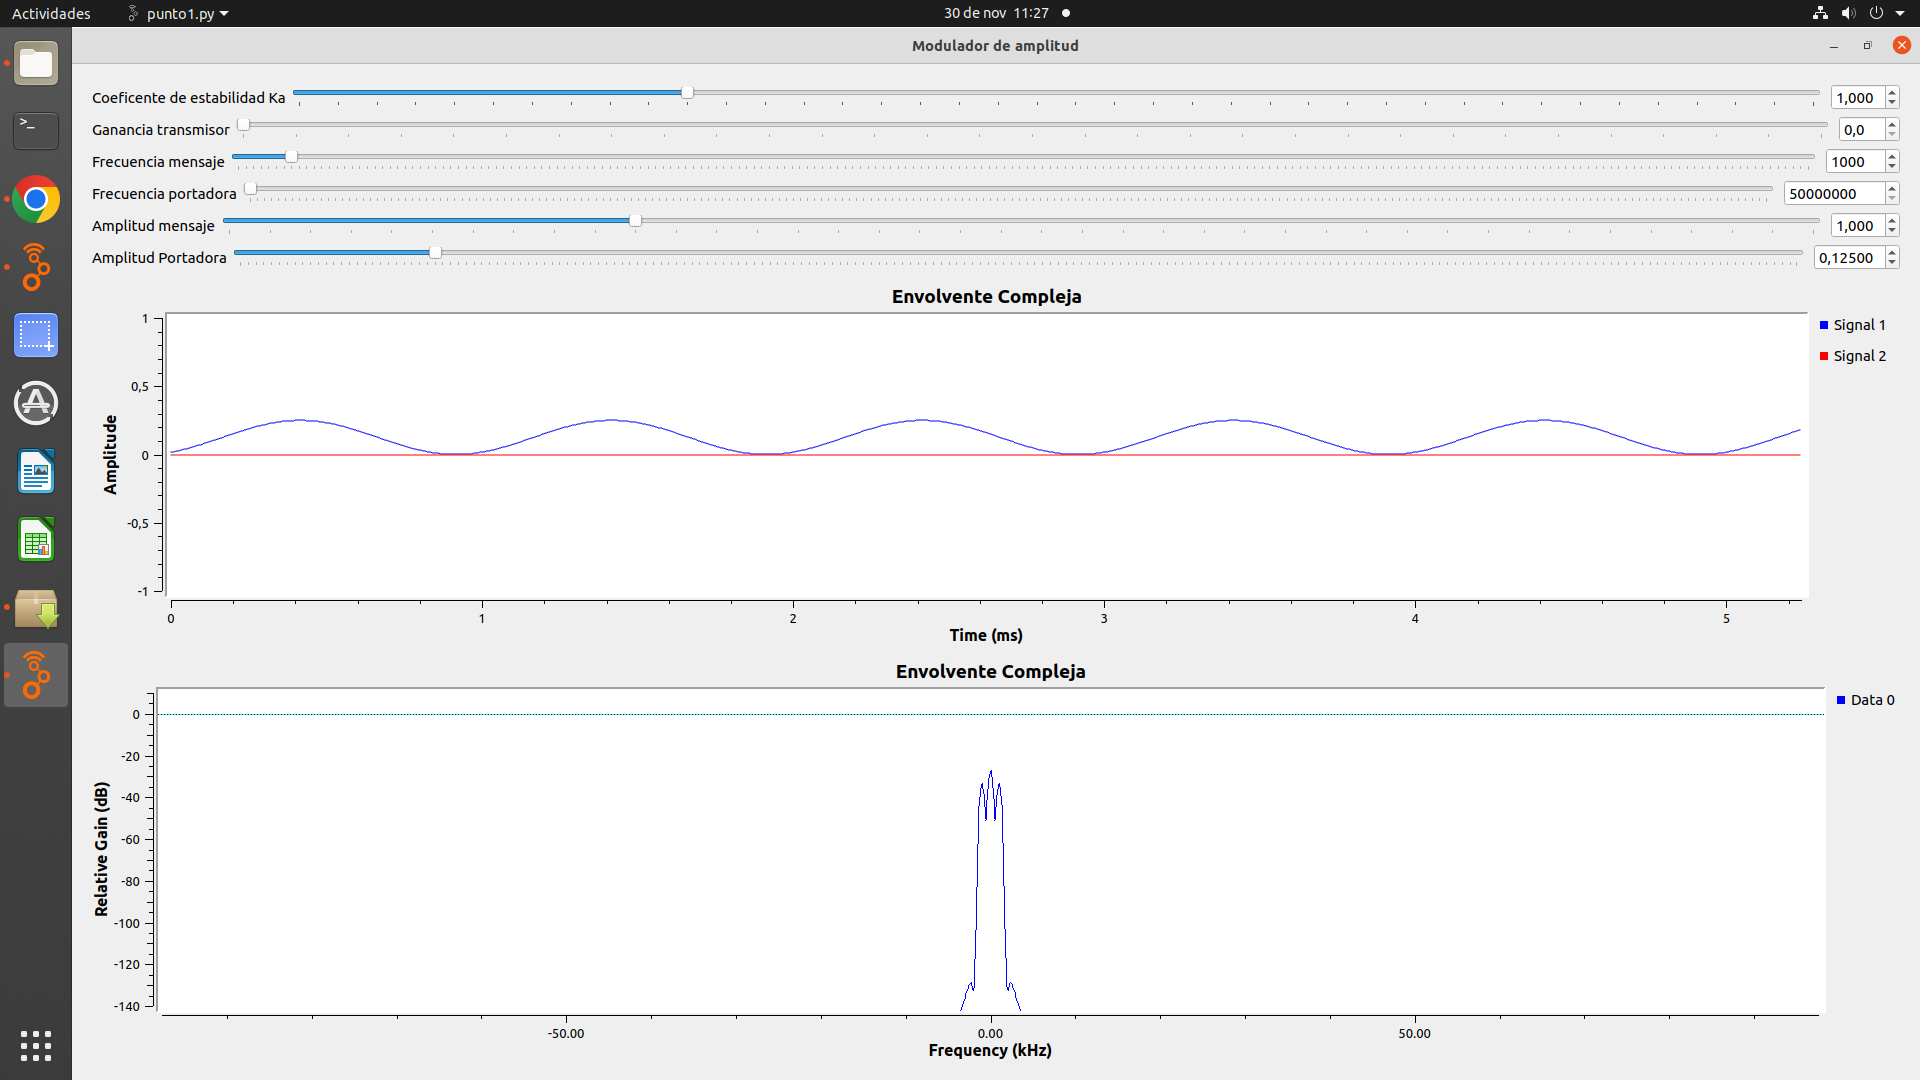 Actividades
punto1.py
30 de nov 11:27
Modulador de amplitud
Coeficente de estabilidad Ka
1,000
Ganancia transmisor
0,0
Frecuencia mensaje
1000
Frecuencia portadora
50000000
Amplitud mensaje
1,000
Amplitud Portadora
0,12500
Envolvente Compleja
Signal 1
Signal 2
Amplitude
1
0,5
0
-0,5
-1
0 1 2 3 4 5
Time (ms)
Envolvente Compleja
Data 0
Relative Gain (dB)
0
-20
-40
-60
-80
-100
-120
-140
-50.00 0.00 50.00
Frequency (kHz)